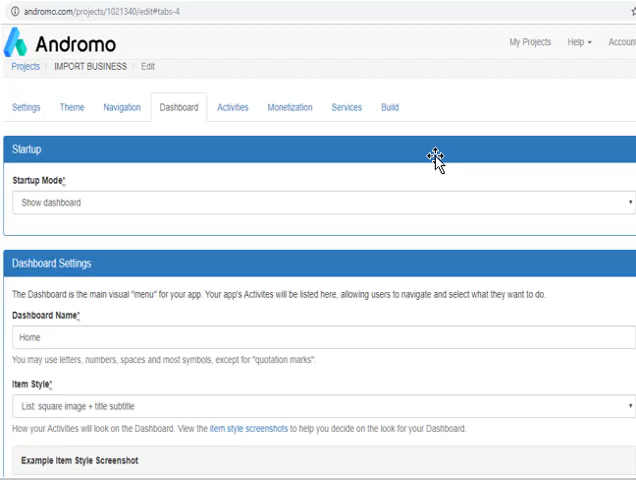 andromo.com/projects/1021340/edit#tabs-4
Andromo
My Projects Help Account
Projects / IMPORT BUSINESS / Edit
Settings Theme Navigation Dashboard Activities Monetization Services Build
Startup
Startup Mode*
Show dashboard
Dashboard Settings
The Dashboard is the main visual "menu" for your app. Your app's Activites will be listed here, allowing users to navigate and select what they want to do.
Dashboard Name*
Home
You may use letters, numbers, spaces and most symbols, except for "quotation marks".
Item Style*
List: square image + title subtitle
How your Activities will look on the Dashboard. View the item style screenshots to help you decide on the look for your Dashboard.
Example Item Style Screenshot